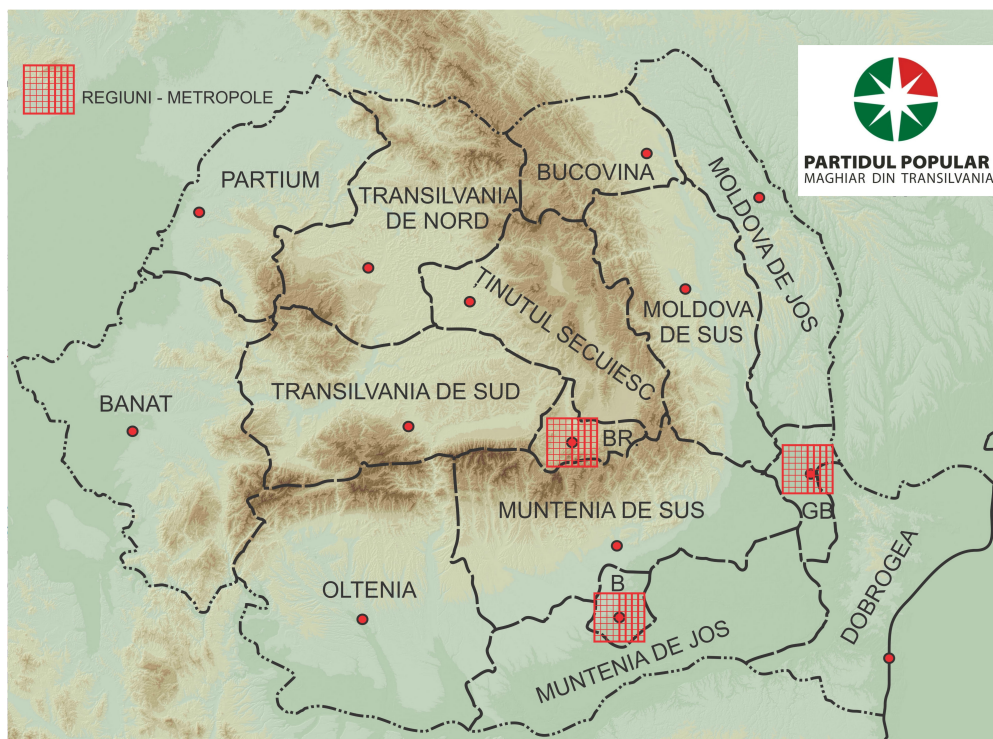 REGIUNI - METROPOLE
PARTIDUL POPULAR
MAGHIAR DIN TRANSILVANIA
PARTIUM
TRANSILVANIA
DE NORD
BUCOVINA
MOLDOVA DE JOS
ȚINUTUL SECUIESC
MOLDOVA
DE SUS
BANAT
TRANSILVANIA DE SUD
BR
MUNTENIA DE SUS
GB
OLTENIA
B
MUNTENIA DE JOS
DOBROGEA